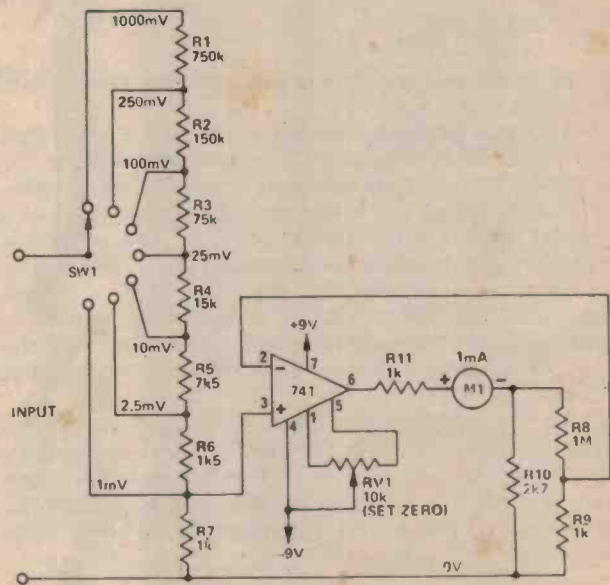 1000mV
R1
750k
250mV
R2
150k
100mV
R3
75k
SW1
25mV
R4
15k
10mV
R5
7k5
INPUT
2.5mV
R6
1k5
1mV
R7
1k
+9V
2
−
7
741
6
3
+
4
1
5
R11
1k
+
1mA
M1
−
RV1
10k
(SET ZERO)
-9V
R10
2k7
R8
1M
R9
1k
0V